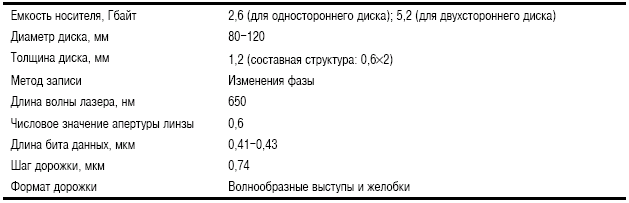 Емкость носителя, Гбайт 2,6 (для одностороннего диска); 5,2 (для двухстороннего диска)
Диаметр диска, мм 80−120
Толщина диска, мм 1,2 (составная структура: 0,6×2)
Метод записи Изменения фазы
Длина волны лазера, нм 650
Числовое значение апертуры линзы 0,6
Длина бита данных, мкм 0,41−0,43
Шаг дорожки, мкм 0,74
Формат дорожки Волнообразные выступы и желобки